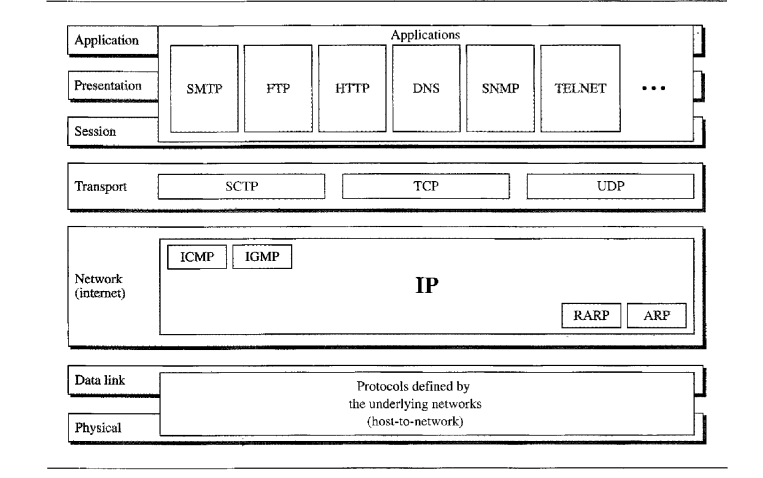 Application
Applications
Presentation
SMTP
FTP
HTTP
DNS
SNMP
TELNET
...
Session
Transport
SCTP
TCP
UDP
Network
(internet)
ICMP
IGMP
IP
RARP
ARP
Data link
Protocols defined by
the underlying networks
(host-to-network)
Physical